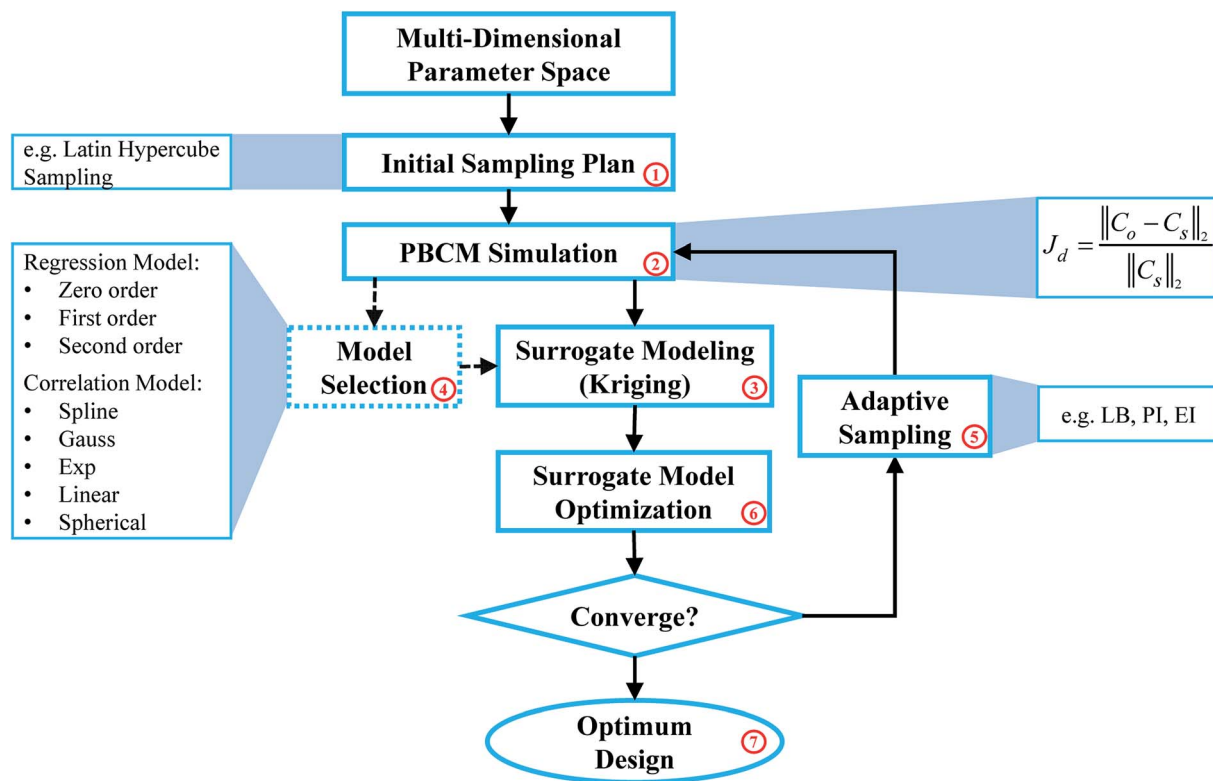 Multi-Dimensional
Parameter Space
e.g. Latin Hypercube
Sampling
Initial Sampling Plan
1
PBCM Simulation
2
J_d = ‖C_o − C_s‖_2 / ‖C_s‖_2
Regression Model:
• Zero order
• First order
• Second order
Correlation Model:
• Spline
• Gauss
• Exp
• Linear
• Spherical
Model
Selection 4
Surrogate Modeling
(Kriging) 3
Adaptive
Sampling 5
e.g. LB, PI, EI
Surrogate Model
Optimization 6
Converge?
Optimum
Design 7